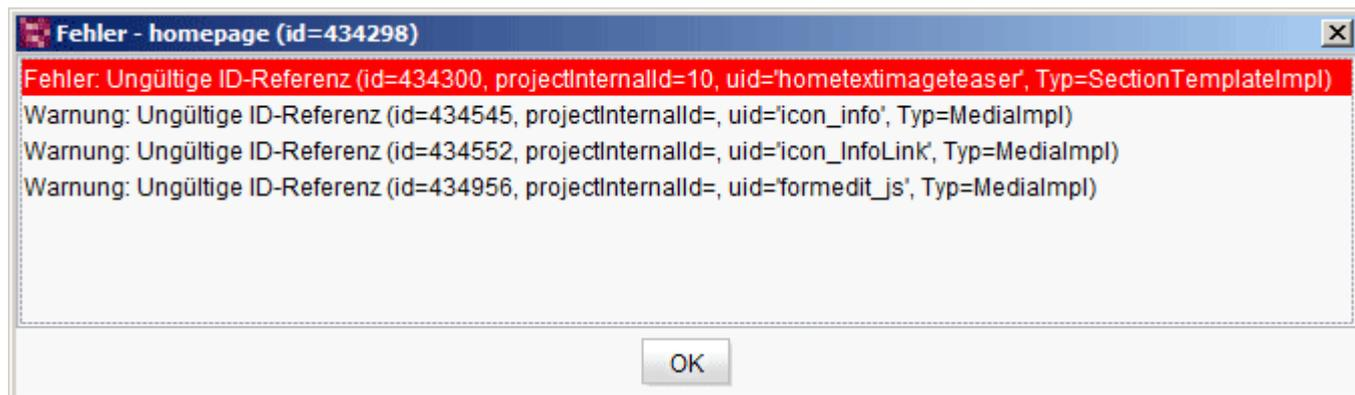 Fehler - homepage (id=434298)
Fehler: Ungültige ID-Referenz (id=434300, projectInternalId=10, uid='hometextimageteaser', Typ=SectionTemplateImpl)
Warnung: Ungültige ID-Referenz (id=434545, projectInternalId=, uid='icon_info', Typ=MediaImpl)
Warnung: Ungültige ID-Referenz (id=434552, projectInternalId=, uid='icon_InfoLink', Typ=MediaImpl)
Warnung: Ungültige ID-Referenz (id=434956, projectInternalId=, uid='formedit_js', Typ=MediaImpl)
OK